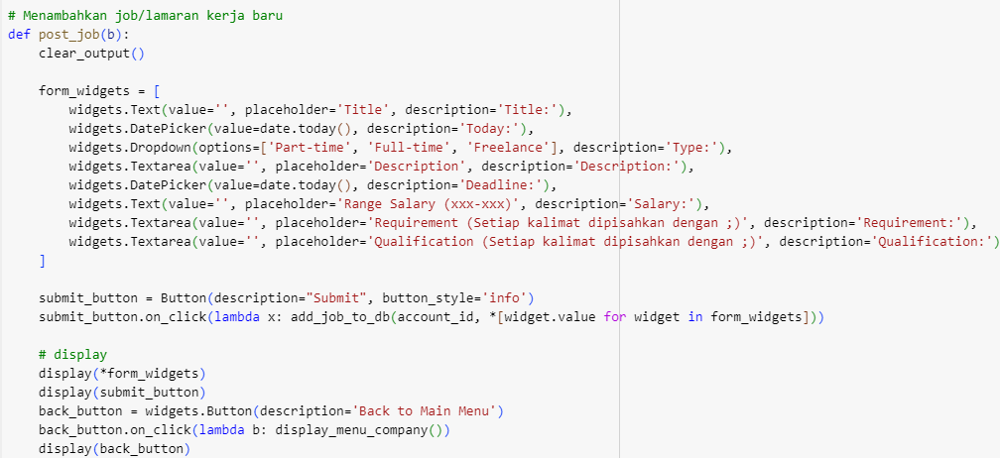 # Menambahkan job/lamaran kerja baru
def post_job(b):
    clear_output()

    form_widgets = [
        widgets.Text(value='', placeholder='Title', description='Title:'),
        widgets.DatePicker(value=date.today(), description='Today:'),
        widgets.Dropdown(options=['Part-time', 'Full-time', 'Freelance'], description='Type:'),
        widgets.Textarea(value='', placeholder='Description', description='Description:'),
        widgets.DatePicker(value=date.today(), description='Deadline:'),
        widgets.Text(value='', placeholder='Range Salary (xxx-xxx)', description='Salary:'),
        widgets.Textarea(value='', placeholder='Requirement (Setiap kalimat dipisahkan dengan ;)', description='Requirement:'),
        widgets.Textarea(value='', placeholder='Qualification (Setiap kalimat dipisahkan dengan ;)', description='Qualification:')
    ]

    submit_button = Button(description="Submit", button_style='info')
    submit_button.on_click(lambda x: add_job_to_db(account_id, *[widget.value for widget in form_widgets]))

    # display
    display(*form_widgets)
    display(submit_button)
    back_button = widgets.Button(description='Back to Main Menu')
    back_button.on_click(lambda b: display_menu_company())
    display(back_button)